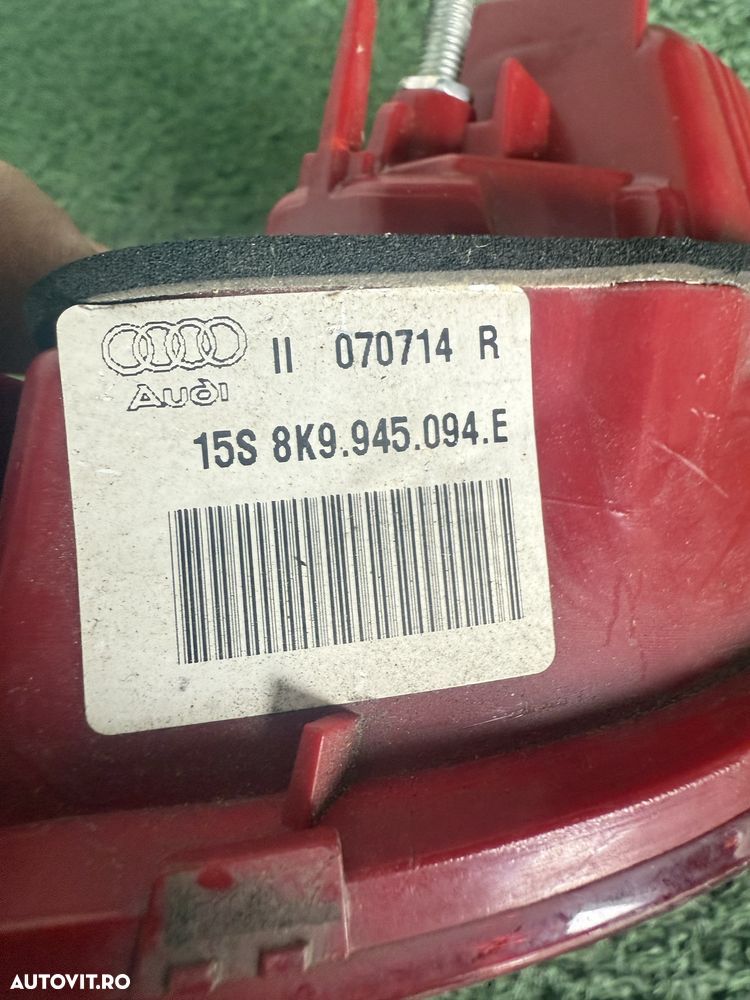 II 070714 R
Audi
15S 8K9.945.094.E
AUTOVIT.RO